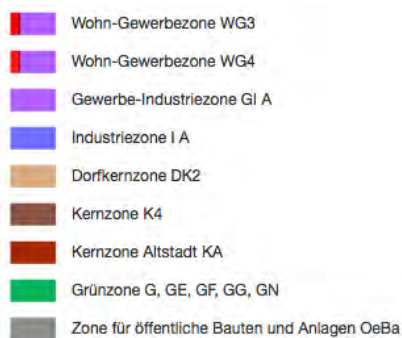 Wohn-Gewerbezone WG3
Wohn-Gewerbezone WG4
Gewerbe-Industriezone GI A
Industriezone I A
Dorfkernzone DK2
Kernzone K4
Kernzone Altstadt KA
Grünzone G, GE, GF, GG, GN
Zone für öffentliche Bauten und Anlagen OeBa